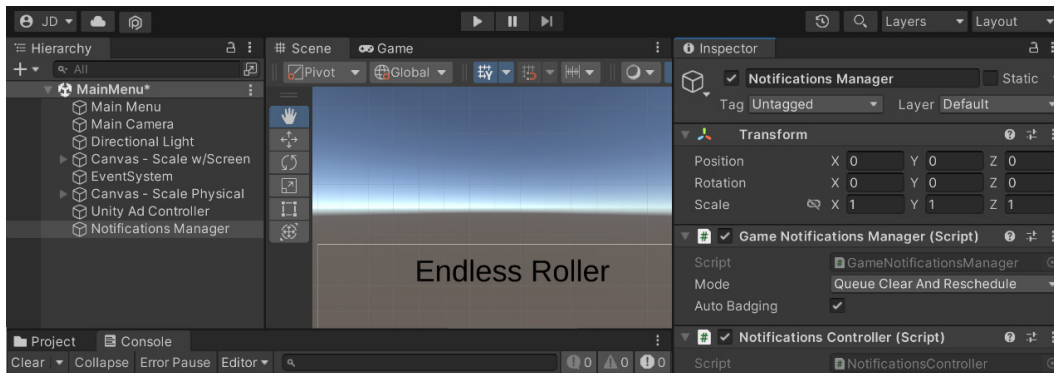 JD
Layers
Layout
Hierarchy
All
MainMenu*
Main Menu
Main Camera
Directional Light
Canvas - Scale w/Screen
EventSystem
Canvas - Scale Physical
Unity Ad Controller
Notifications Manager
Scene
Game
Pivot
Global
Endless Roller
Project
Console
Clear
Collapse
Error Pause
Editor
0
0
0
Inspector
Notifications Manager
Static
Tag Untagged
Layer Default
Transform
Position X 0 Y 0 Z 0
Rotation X 0 Y 0 Z 0
Scale X 1 Y 1 Z 1
# Game Notifications Manager (Script)
Script GameNotificationsManager
Mode Queue Clear And Reschedule
Auto Badging
# Notifications Controller (Script)
Script NotificationsController